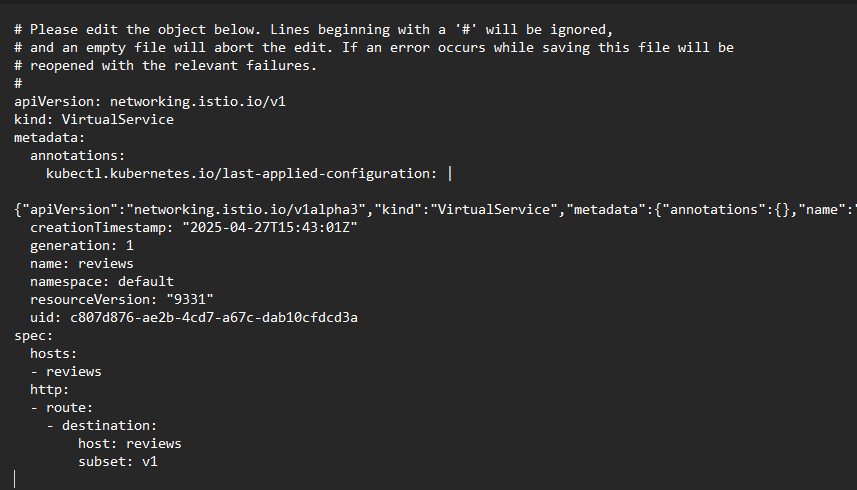 # Please edit the object below. Lines beginning with a '#' will be ignored,
# and an empty file will abort the edit. If an error occurs while saving this file will be
# reopened with the relevant failures.
#
apiVersion: networking.istio.io/v1
kind: VirtualService
metadata:
  annotations:
    kubectl.kubernetes.io/last-applied-configuration: |

{"apiVersion":"networking.istio.io/v1alpha3","kind":"VirtualService","metadata":{"annotations":{},"name":"
  creationTimestamp: "2025-04-27T15:43:01Z"
  generation: 1
  name: reviews
  namespace: default
  resourceVersion: "9331"
  uid: c807d876-ae2b-4cd7-a67c-dab10cfdcd3a
spec:
  hosts:
  - reviews
  http:
  - route:
    - destination:
        host: reviews
        subset: v1